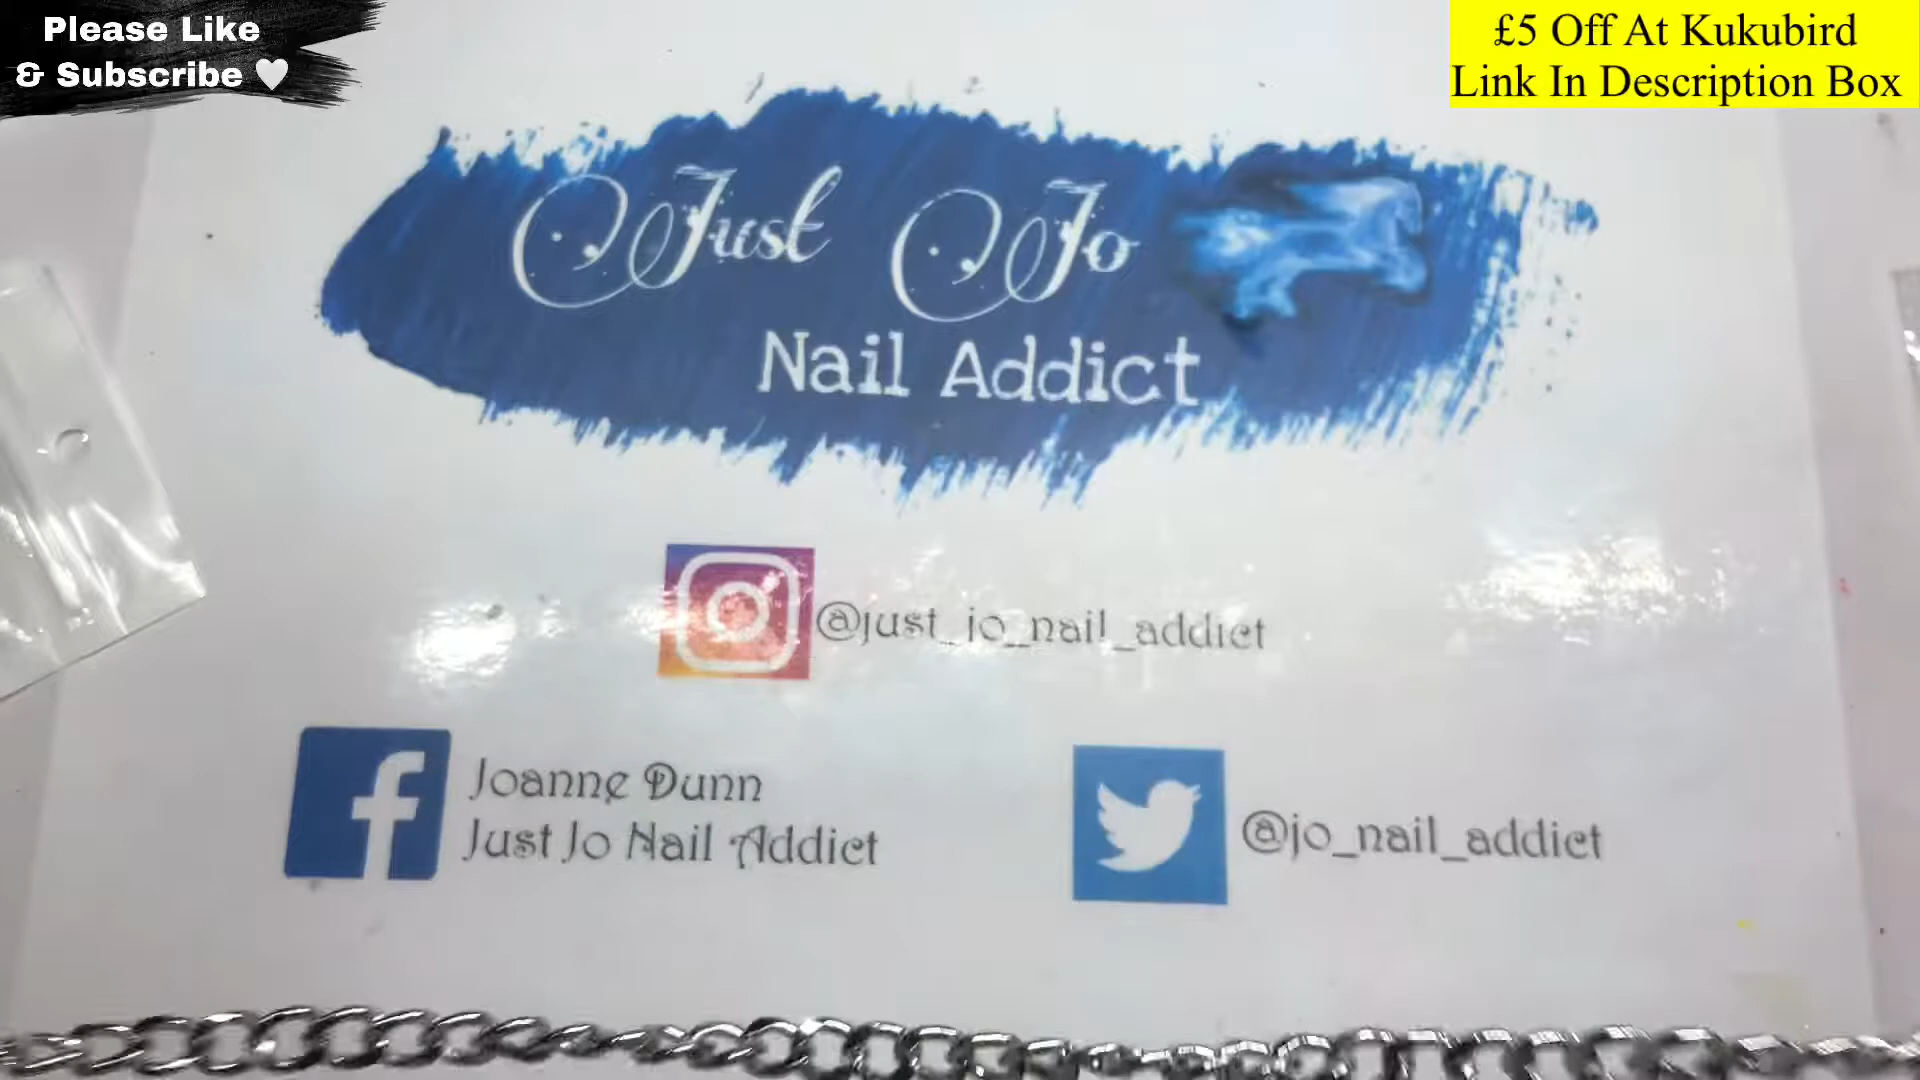 Please Like
& Subscribe 🤍
£5 Off At Kukubird
Link In Description Box
Just Jo
Nail Addict
@just_jo_nail_addict
Joanne Dunn
Just Jo Nail Addict
@jo_nail_addict